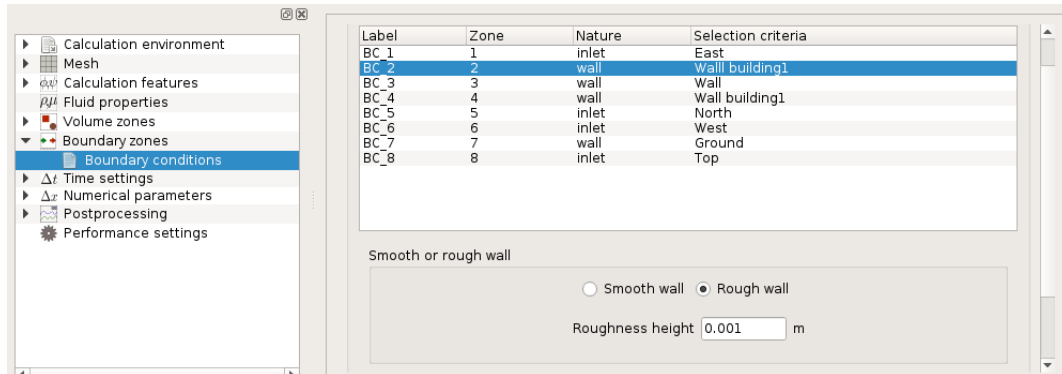 Calculation environment
Mesh
Calculation features
Fluid properties
Volume zones
Boundary zones
Boundary conditions
Δt Time settings
Δx Numerical parameters
Postprocessing
Performance settings
Label Zone Nature Selection criteria
BC_1 1 inlet East
BC_2 2 wall Walll building1
BC_3 3 wall Wall
BC_4 4 wall Wall building1
BC_5 5 inlet North
BC_6 6 inlet West
BC_7 7 wall Ground
BC_8 8 inlet Top
Smooth or rough wall
Smooth wall Rough wall
Roughness height 0.001 m